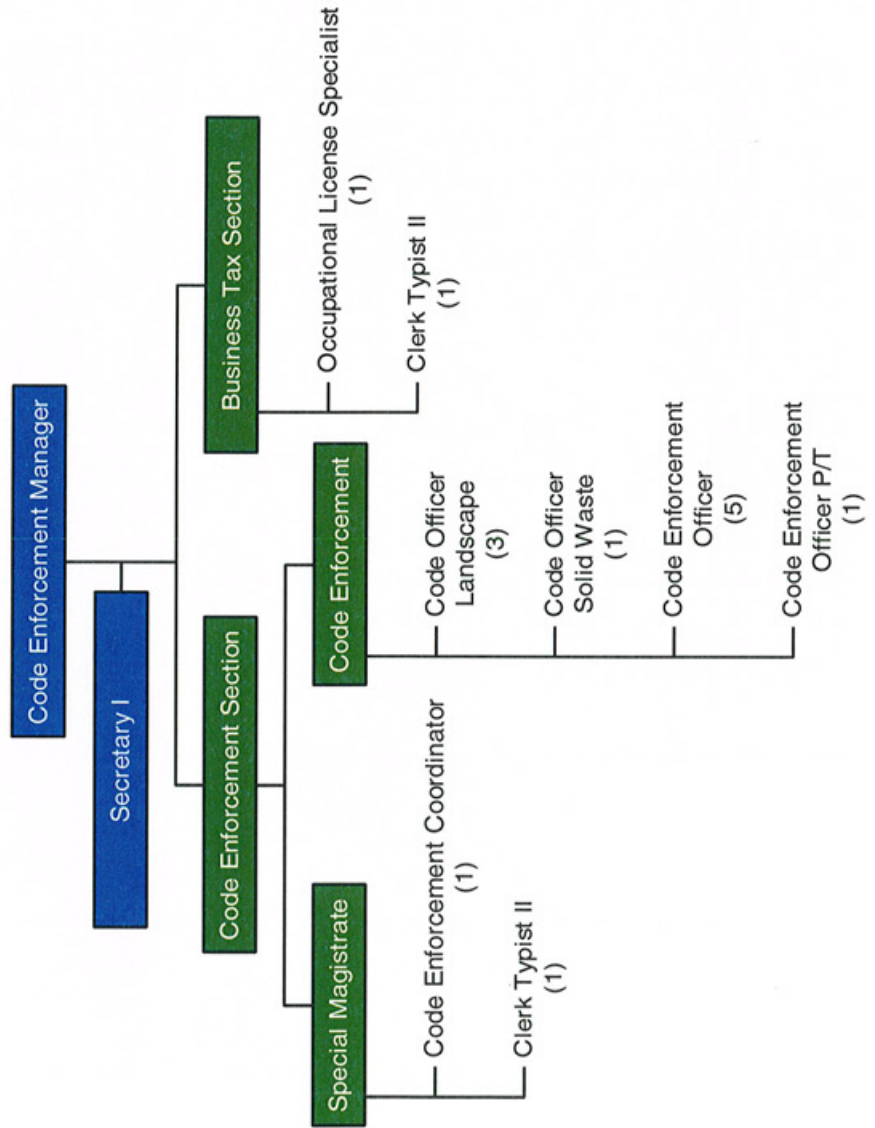 Code Enforcement Manager
Secretary I
Code Enforcement Section
Business Tax Section
Special Magistrate
Code Enforcement Coordinator
(1)
Clerk Typist II
(1)
Code Enforcement
Code Officer
Landscape
(3)
Code Officer
Solid Waste
(1)
Code Enforcement
Officer
(5)
Code Enforcement
Officer P/T
(1)
Occupational License Specialist
(1)
Clerk Typist II
(1)